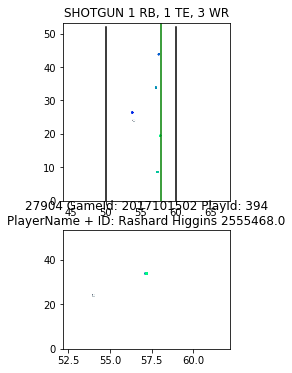 SHOTGUN 1 RB, 1 TE, 3 WR
50
40
30
20
10
0
45 50 55 60 65
27904 GameId: 2017101502 PlayId: 394
PlayerName + ID: Rashard Higgins 2555468.0
40
20
0
52.5 55.0 57.5 60.0